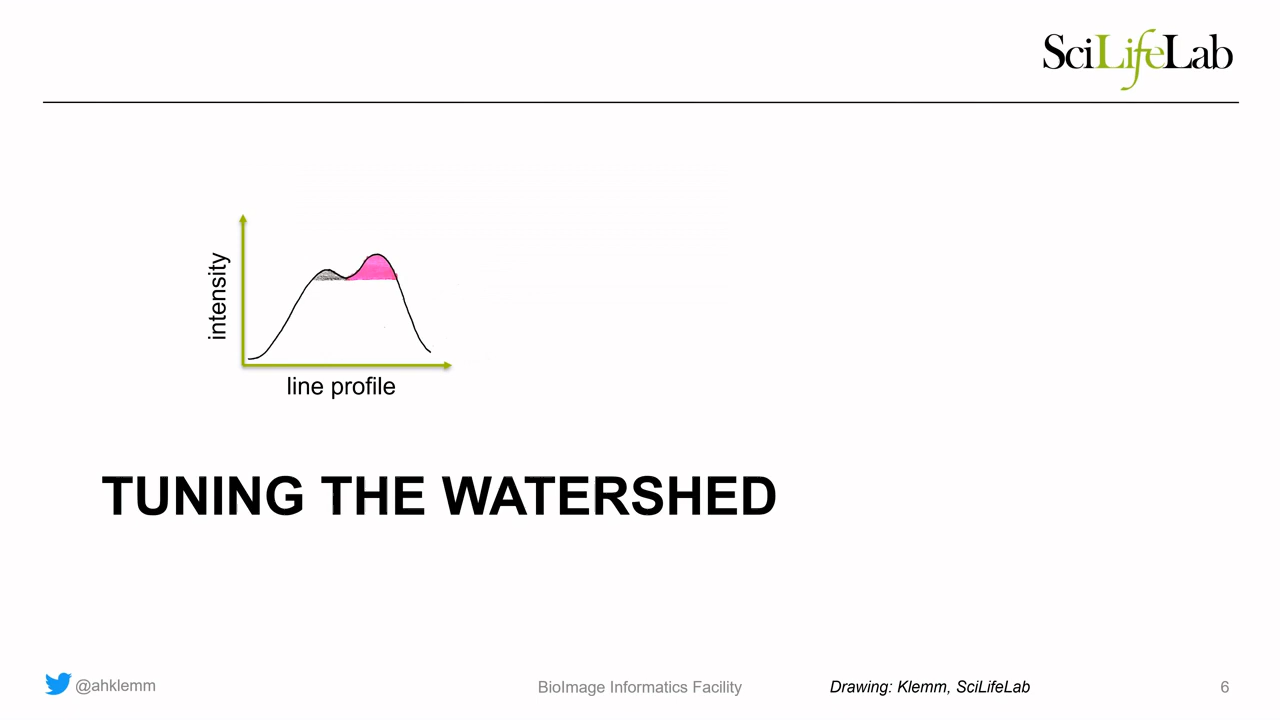 SciLifeLab
intensity
line profile
TUNING THE WATERSHED
@ahklemm
BioImage Informatics Facility
Drawing: Klemm, SciLifeLab
6